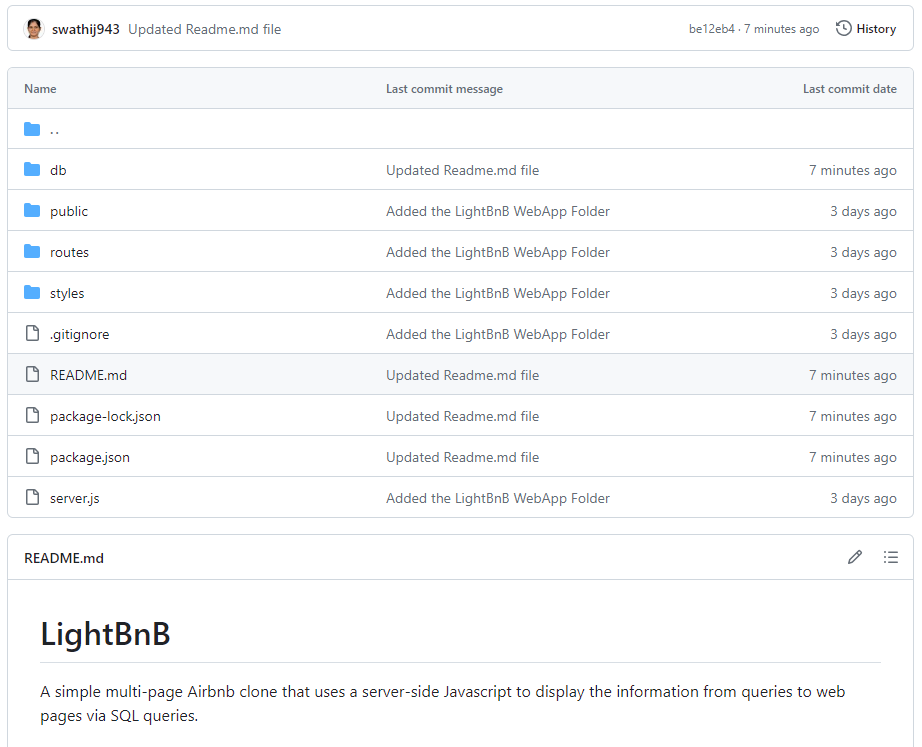 swathij943 Updated Readme.md file be12eb4 · 7 minutes ago History
Name Last commit message Last commit date
..
db Updated Readme.md file 7 minutes ago
public Added the LightBnB WebApp Folder 3 days ago
routes Added the LightBnB WebApp Folder 3 days ago
styles Added the LightBnB WebApp Folder 3 days ago
.gitignore Added the LightBnB WebApp Folder 3 days ago
README.md Updated Readme.md file 7 minutes ago
package-lock.json Updated Readme.md file 7 minutes ago
package.json Updated Readme.md file 7 minutes ago
server.js Added the LightBnB WebApp Folder 3 days ago
README.md
LightBnB
A simple multi-page Airbnb clone that uses a server-side Javascript to display the information from queries to web
pages via SQL queries.